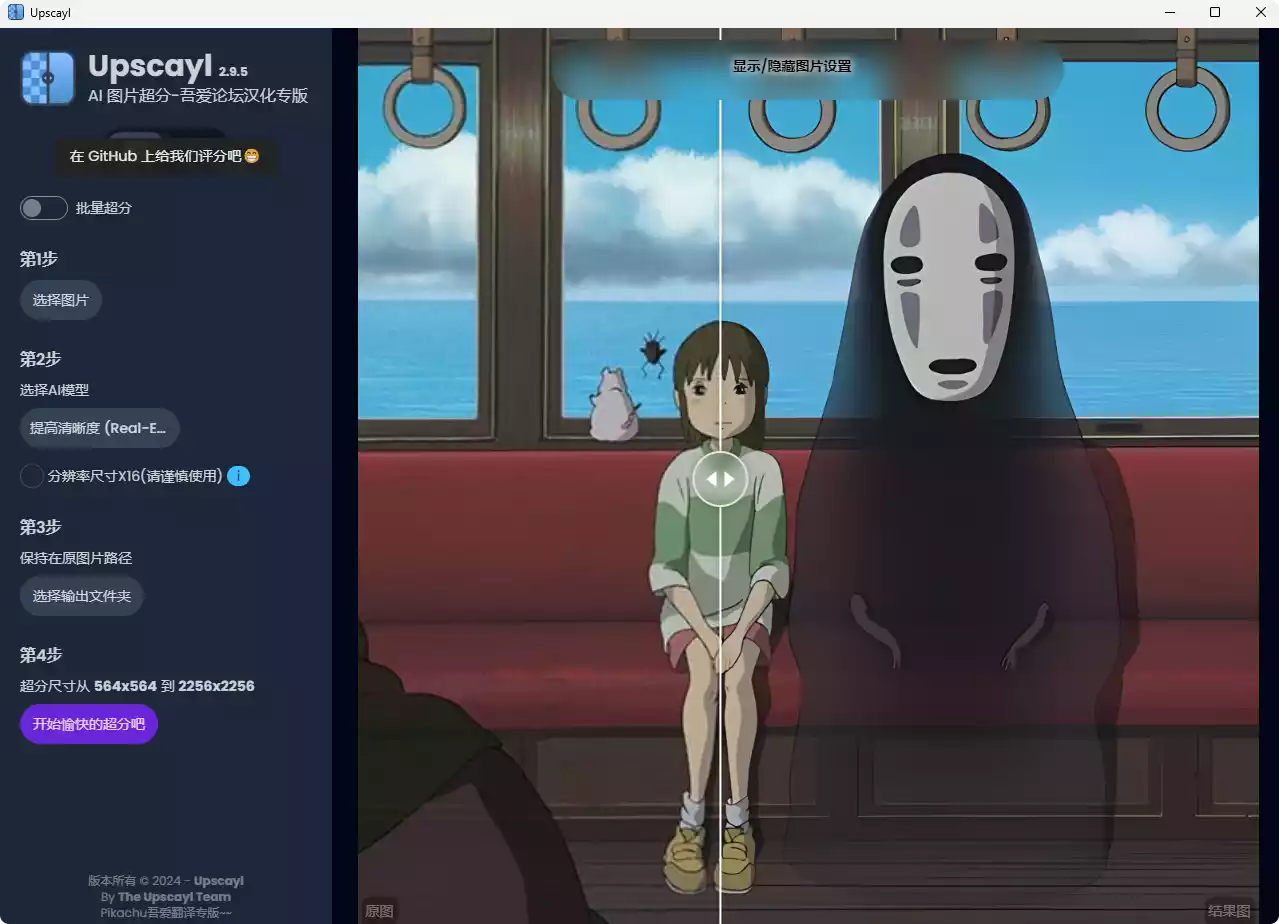 Upscayl
Upscayl 2.9.5
AI 图片超分-吾爱论坛汉化专版
在 GitHub 上给我们评分吧😁
批量超分
第1步
选择图片
第2步
选择AI模型
提高清晰度 (Real-E...
分辨率尺寸X16(请谨慎使用) i
第3步
保持在原图片路径
选择输出文件夹
第4步
超分尺寸从 564x564 到 2256x2256
开始愉快的超分吧
版本所有 © 2024 - Upscayl
By The Upscayl Team
Pikachu吾爱翻译专版~~
显示/隐藏图片设置
原图
结果图